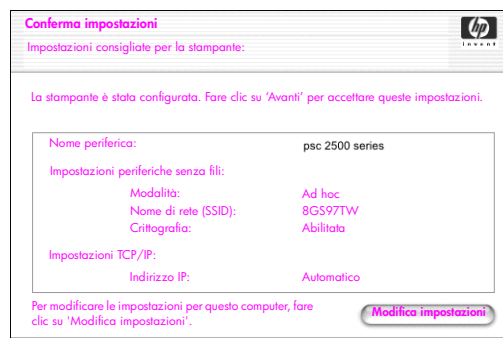 Conferma impostazioni
Impostazioni consigliate per la stampante:
hp
invent
La stampante è stata configurata. Fare clic su 'Avanti' per accettare queste impostazioni.
Nome periferica: psc 2500 series
Impostazioni periferiche senza fili:
Modalità: Ad hoc
Nome di rete (SSID): 8GS97TW
Crittografia: Abilitata
Impostazioni TCP/IP:
Indirizzo IP: Automatico
Per modificare le impostazioni per questo computer, fare
clic su 'Modifica impostazioni'.
Modifica impostazioni